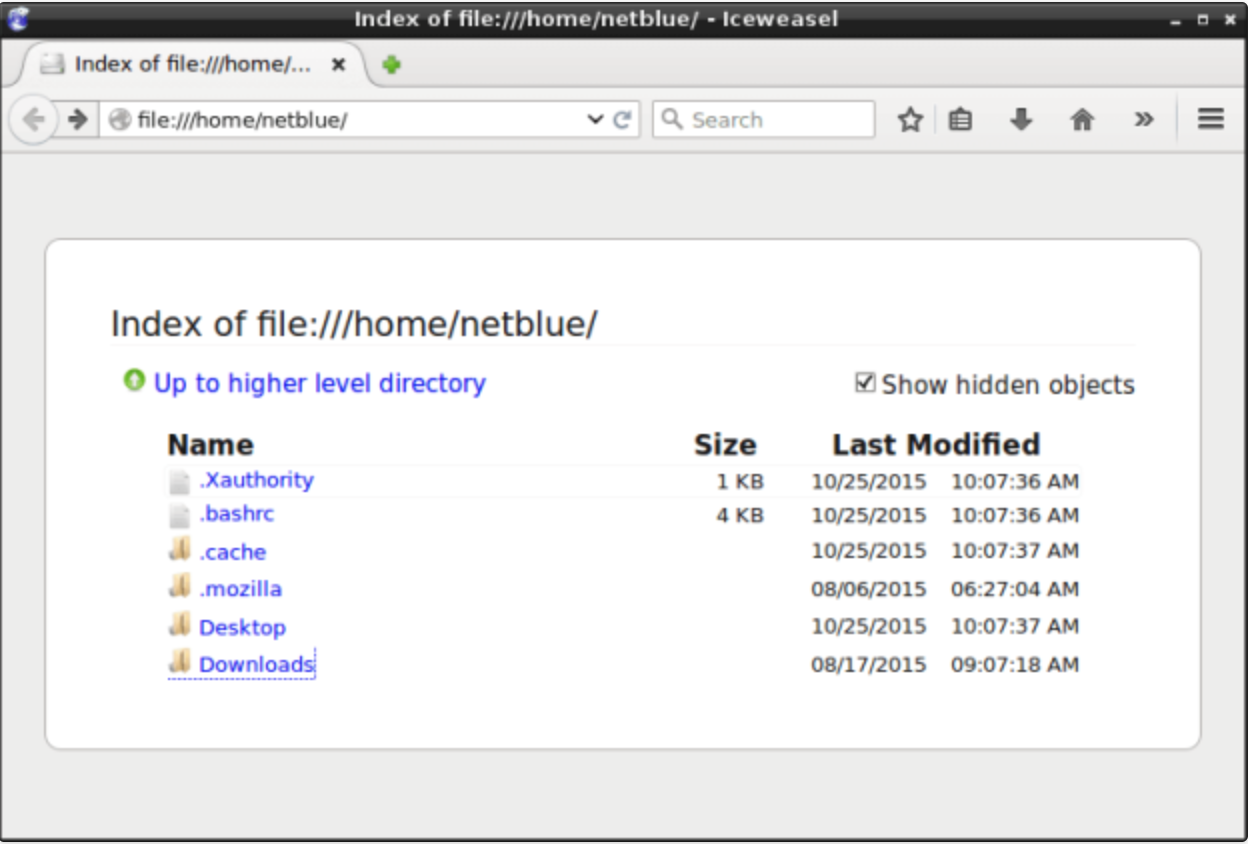 Index of file:///home/netblue/ - Iceweasel
Index of file:///home/...
file:///home/netblue/ Search
Index of file:///home/netblue/
Up to higher level directory Show hidden objects
Name Size Last Modified
.Xauthority 1 KB 10/25/2015 10:07:36 AM
.bashrc 4 KB 10/25/2015 10:07:36 AM
.cache 10/25/2015 10:07:37 AM
.mozilla 08/06/2015 06:27:04 AM
Desktop 10/25/2015 10:07:37 AM
Downloads 08/17/2015 09:07:18 AM